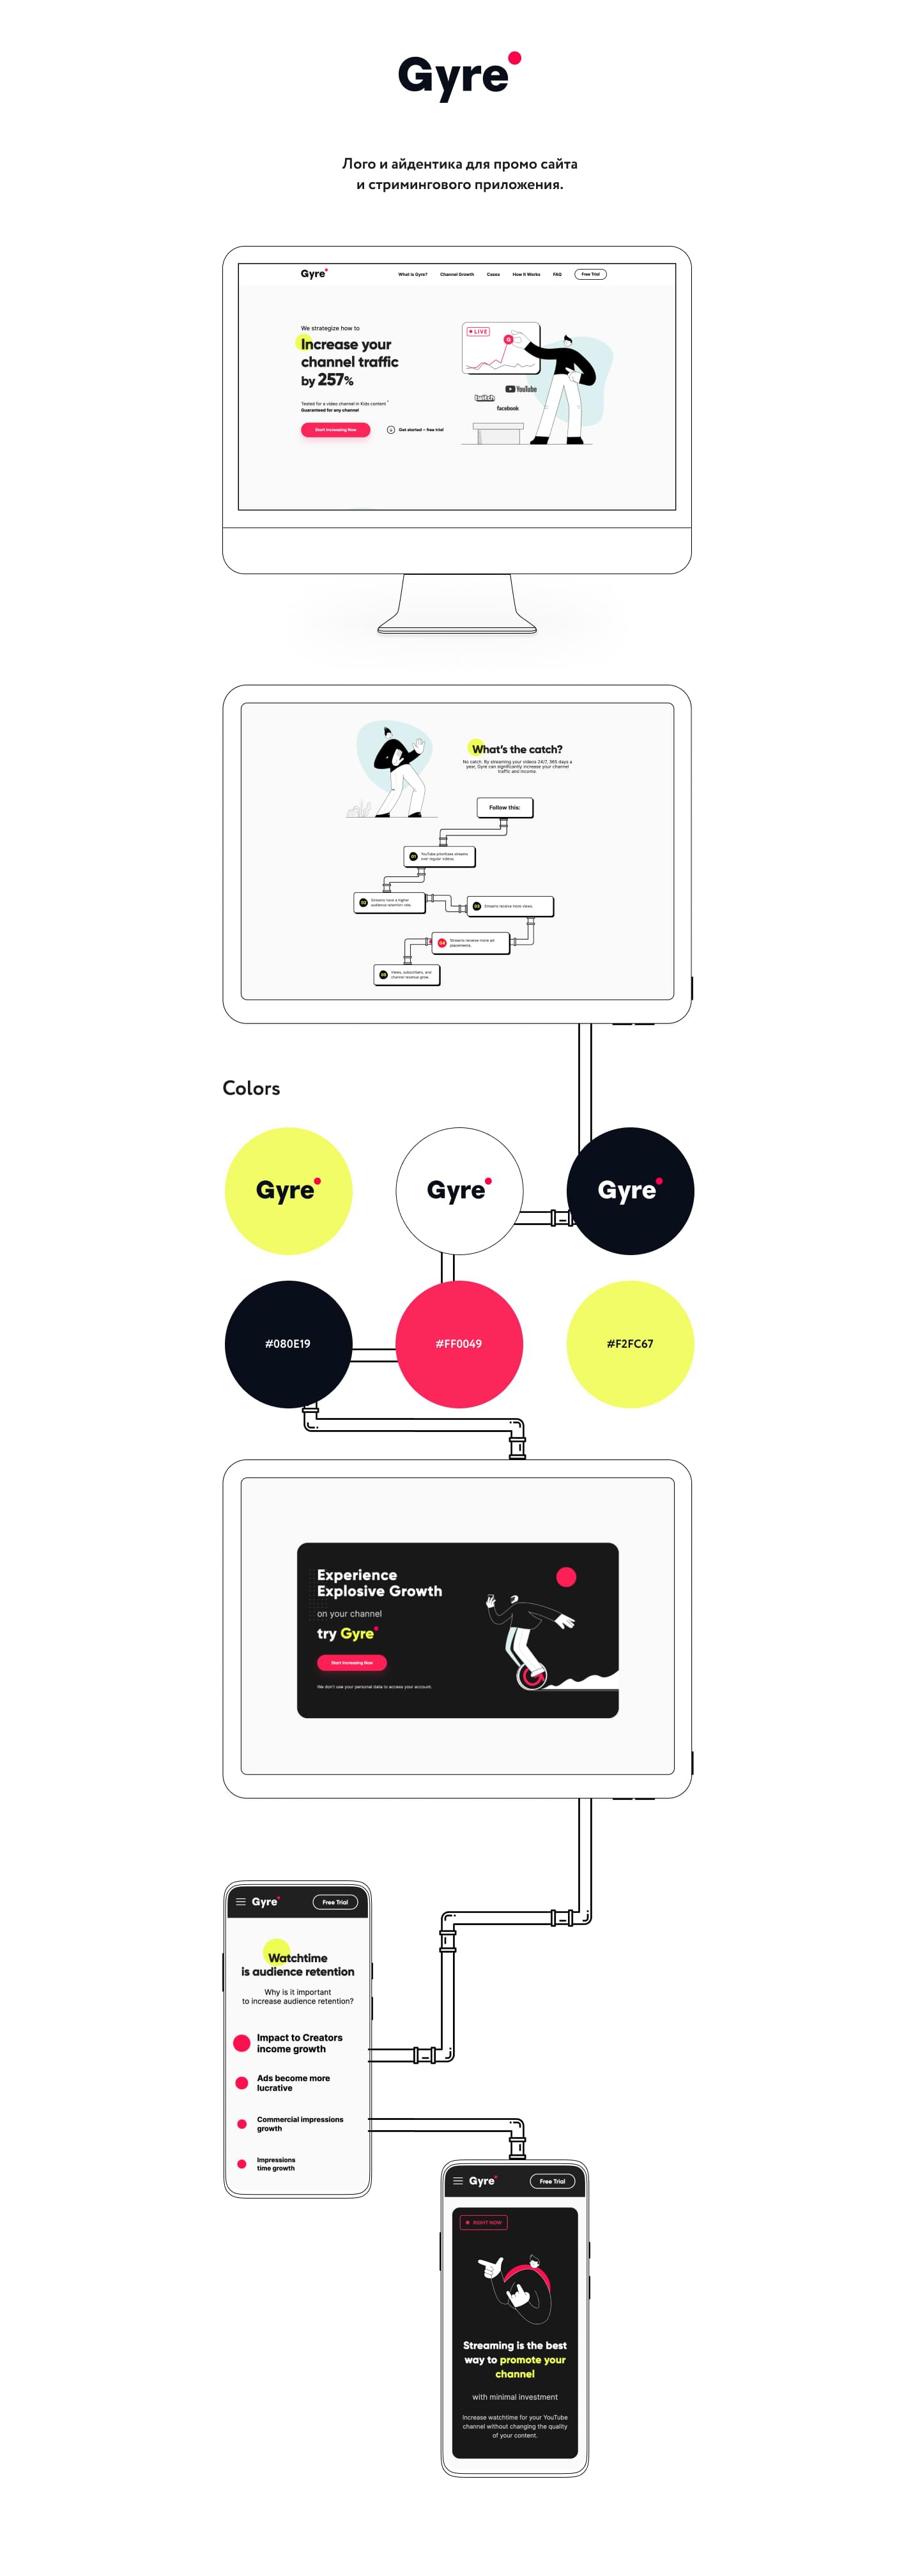 Gyre
Лого и айдентика для промо сайта
и стримингового приложения.
Gyre
What is Gyre?
Channel Growth
Cases
How It Works
FAQ
Free Trial
We strategize how to
Increase your
channel traffic
by 257%
Tested for a video channel in Kids content *
Guaranteed for any channel
Start Increasing Now
Get started – free trial
LIVE
G
YouTube
twitch
facebook
What's the catch?
No catch. By streaming your videos 24/7, 365 days a
year, Gyre can significantly increase your channel
traffic and income.
Follow this:
01
YouTube prioritizes streams
over regular videos.
02
Streams have a higher
audience retention rate.
03
Streams receive more views.
04
Streams receive more ad
placements.
05
Views, subscribers, and
channel revenue grow.
Colors
Gyre
Gyre
Gyre
#080E19
#FF0049
#F2FC67
Experience
Explosive Growth
on your channel
try Gyre
Start Increasing Now
We don't use your personal data to access your account.
Gyre
Free Trial
Watchtime
is audience retention
Why is it important
to increase audience retention?
Impact to Creators
income growth
Ads become more
lucrative
Commercial impressions
growth
Impressions
time growth
Gyre
Free Trial
RIGHT NOW
Streaming is the best
way to promote your
channel
with minimal investment
Increase watchtime for your YouTube
channel without changing the quality
of your content.